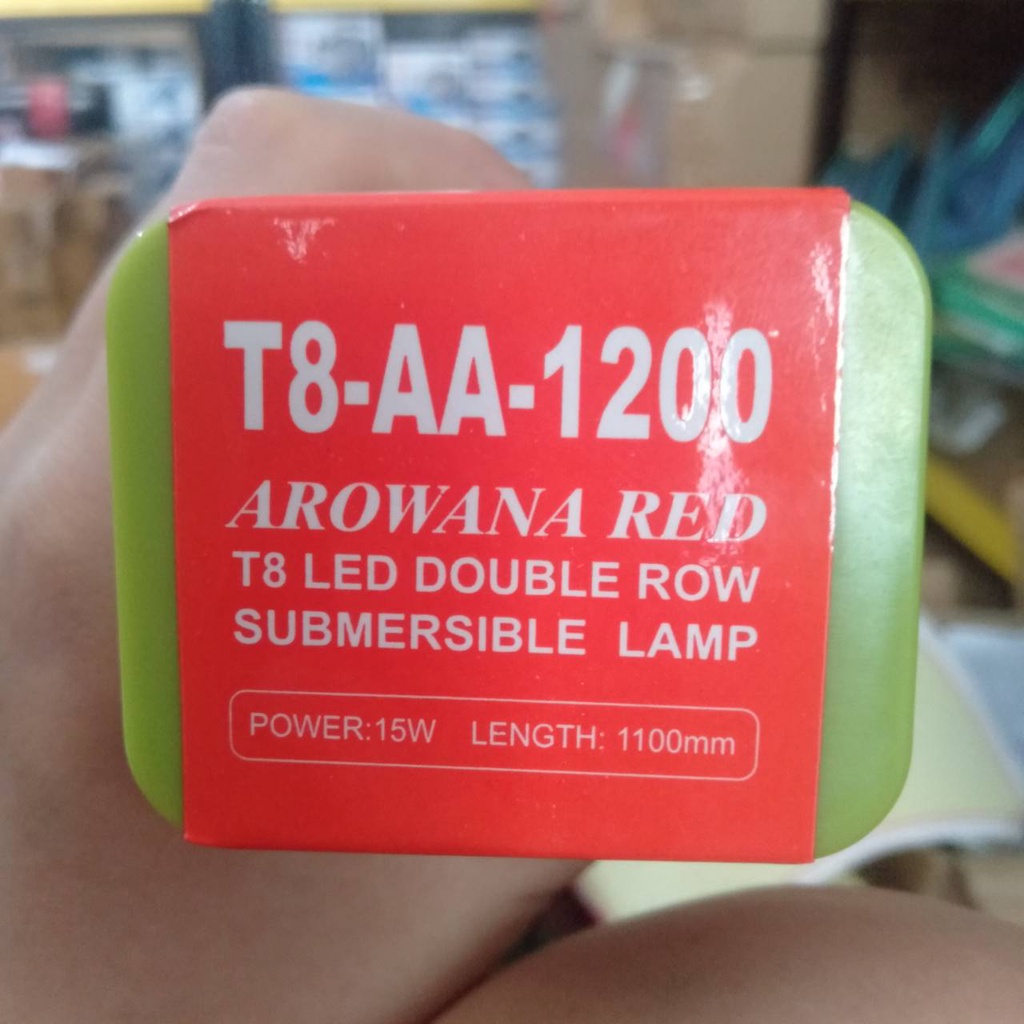 T8-AA-1200
AROWANA RED
T8 LED DOUBLE ROW
SUBMERSIBLE LAMP
POWER:15W LENGTH: 1100mm